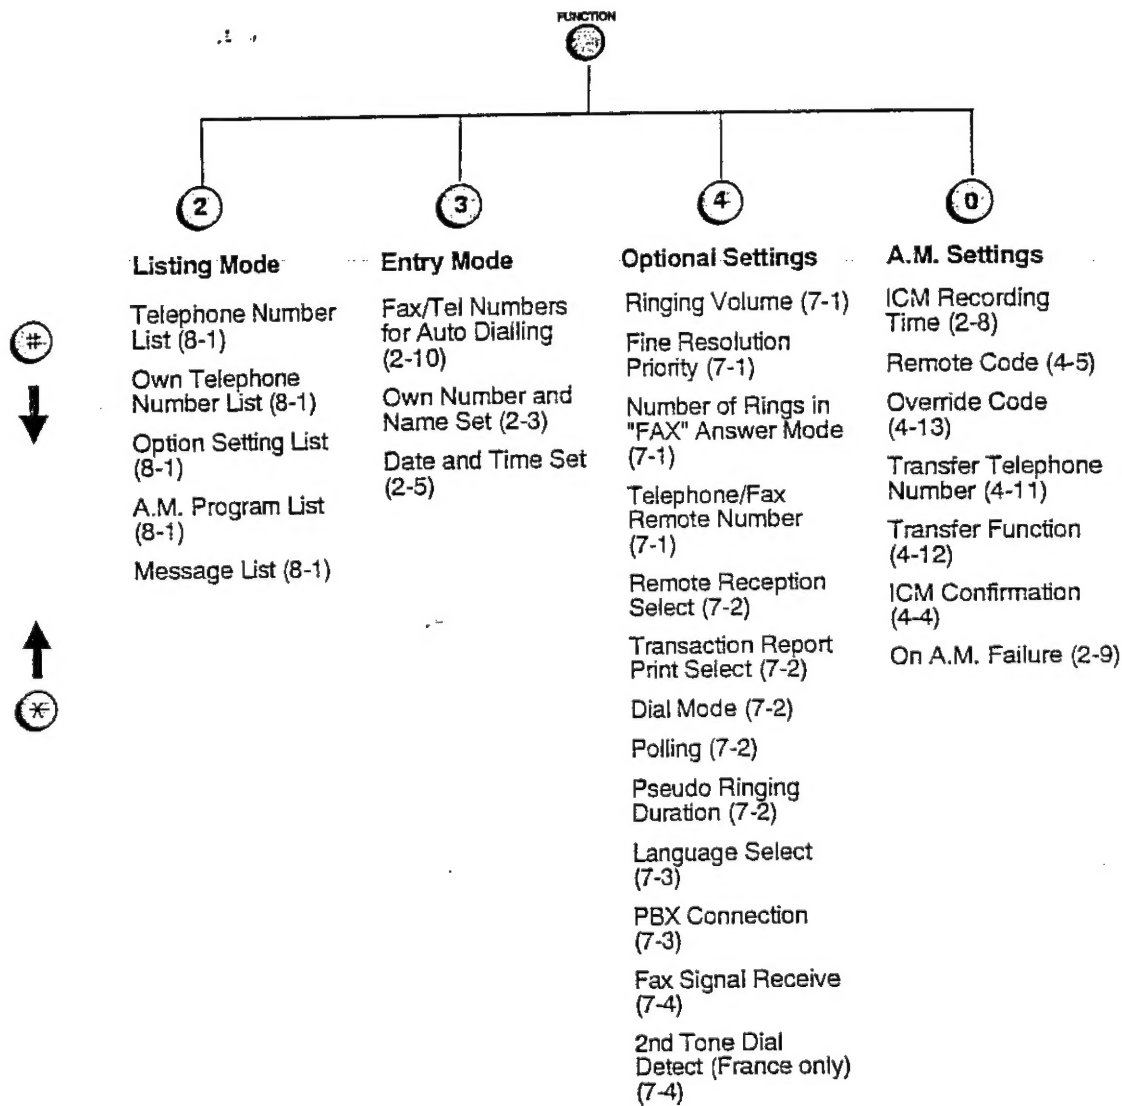 FUNCTION
2
3
4
0
Listing Mode
Telephone Number
List (8-1)
Own Telephone
Number List (8-1)
Option Setting List
(8-1)
A.M. Program List
(8-1)
Message List (8-1)
Entry Mode
Fax/Tel Numbers
for Auto Dialling
(2-10)
Own Number and
Name Set (2-3)
Date and Time Set
(2-5)
Optional Settings
Ringing Volume (7-1)
Fine Resolution
Priority (7-1)
Number of Rings in
"FAX" Answer Mode
(7-1)
Telephone/Fax
Remote Number
(7-1)
Remote Reception
Select (7-2)
Transaction Report
Print Select (7-2)
Dial Mode (7-2)
Polling (7-2)
Pseudo Ringing
Duration (7-2)
Language Select
(7-3)
PBX Connection
(7-3)
Fax Signal Receive
(7-4)
2nd Tone Dial
Detect (France only)
(7-4)
A.M. Settings
ICM Recording
Time (2-8)
Remote Code (4-5)
Override Code
(4-13)
Transfer Telephone
Number (4-11)
Transfer Function
(4-12)
ICM Confirmation
(4-4)
On A.M. Failure (2-9)
#
*